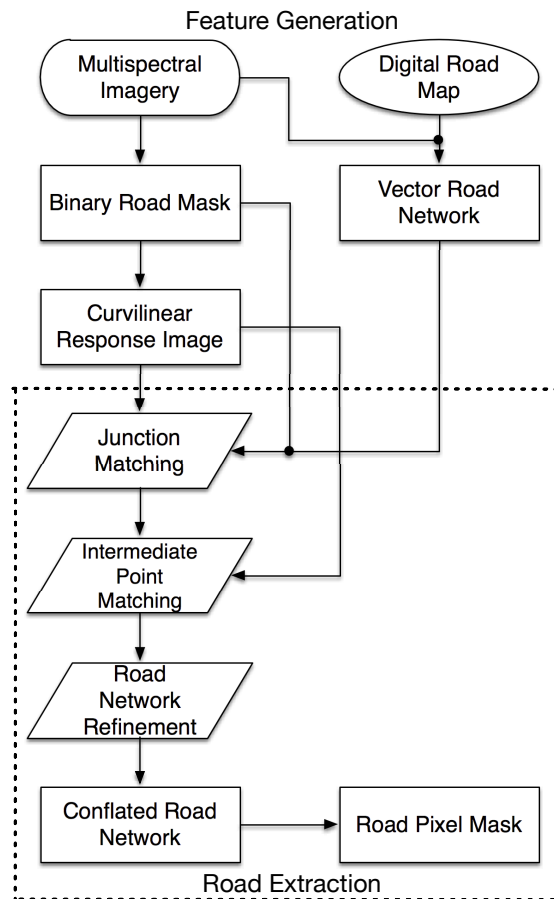 Feature Generation
Multispectral
Imagery
Digital Road
Map
Binary Road Mask
Vector Road
Network
Curvilinear
Response Image
Junction
Matching
Intermediate
Point
Matching
Road
Network
Refinement
Conflated Road
Network
Road Pixel Mask
Road Extraction